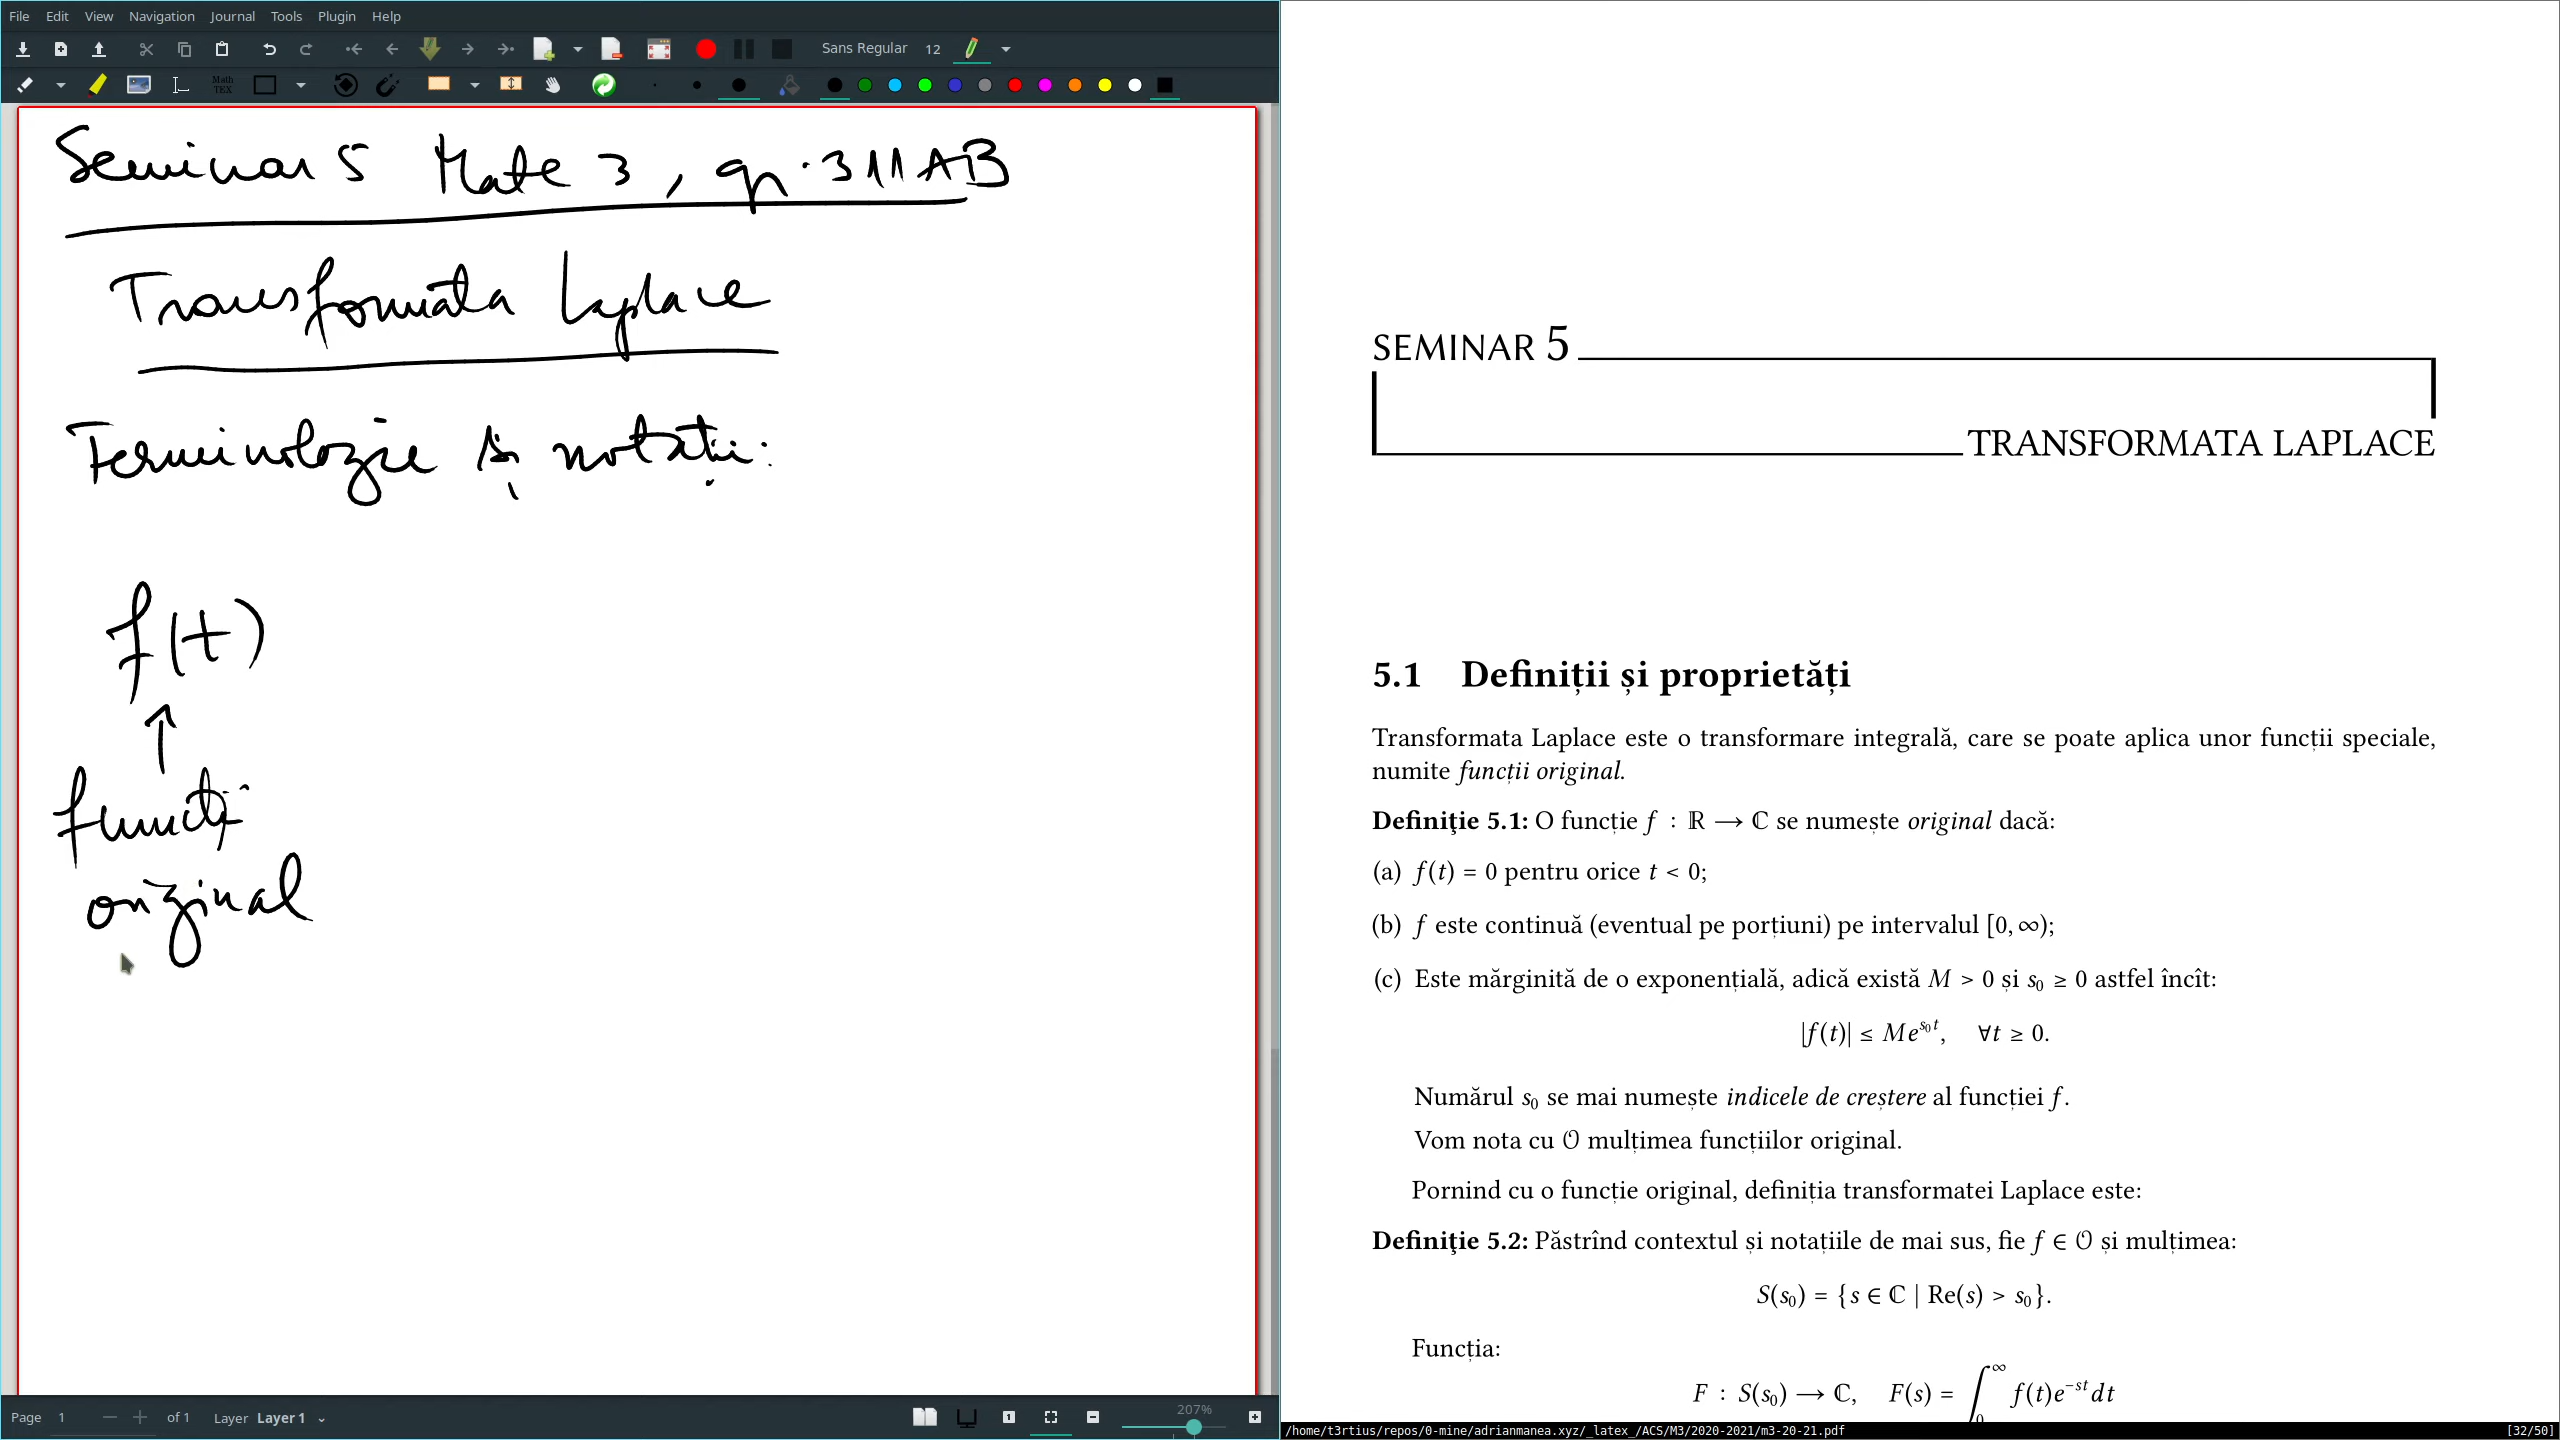 File Edit View Navigation Journal Tools Plugin Help
Sans Regular 12
Math TEX
Seminar 5 Mate 3, gr. 311AB
Transformata Laplace
Terminologie și notații:
f(t)
↑
funcții
original
Page 1 of 1 Layer Layer 1 207%
SEMINAR 5
TRANSFORMATA LAPLACE
5.1 Definiții și proprietăți
Transformata Laplace este o transformare integrală, care se poate aplica unor funcții speciale,
numite funcții original.
Definiţie 5.1: O funcție f : ℝ ⟶ ℂ se numește original dacă:
(a) f(t) = 0 pentru orice t < 0;
(b) f este continuă (eventual pe porțiuni) pe intervalul [0, ∞);
(c) Este mărginită de o exponențială, adică există M > 0 și s₀ ≥ 0 astfel încît:
|f(t)| ≤ Me^{s₀t}, ∀t ≥ 0.
Numărul s₀ se mai numește indicele de creștere al funcției f.
Vom nota cu 𝒪 mulțimea funcțiilor original.
Pornind cu o funcție original, definiția transformatei Laplace este:
Definiţie 5.2: Păstrînd contextul și notațiile de mai sus, fie f ∈ 𝒪 și mulțimea:
S(s₀) = {s ∈ ℂ | Re(s) > s₀}.
Funcția:
F : S(s₀) ⟶ ℂ, F(s) = ∫₀^∞ f(t)e^{−st}dt
/home/t3rtius/repos/0-mine/adrianmanea.xyz/_latex_/ACS/M3/2020-2021/m3-20-21.pdf [32/50]